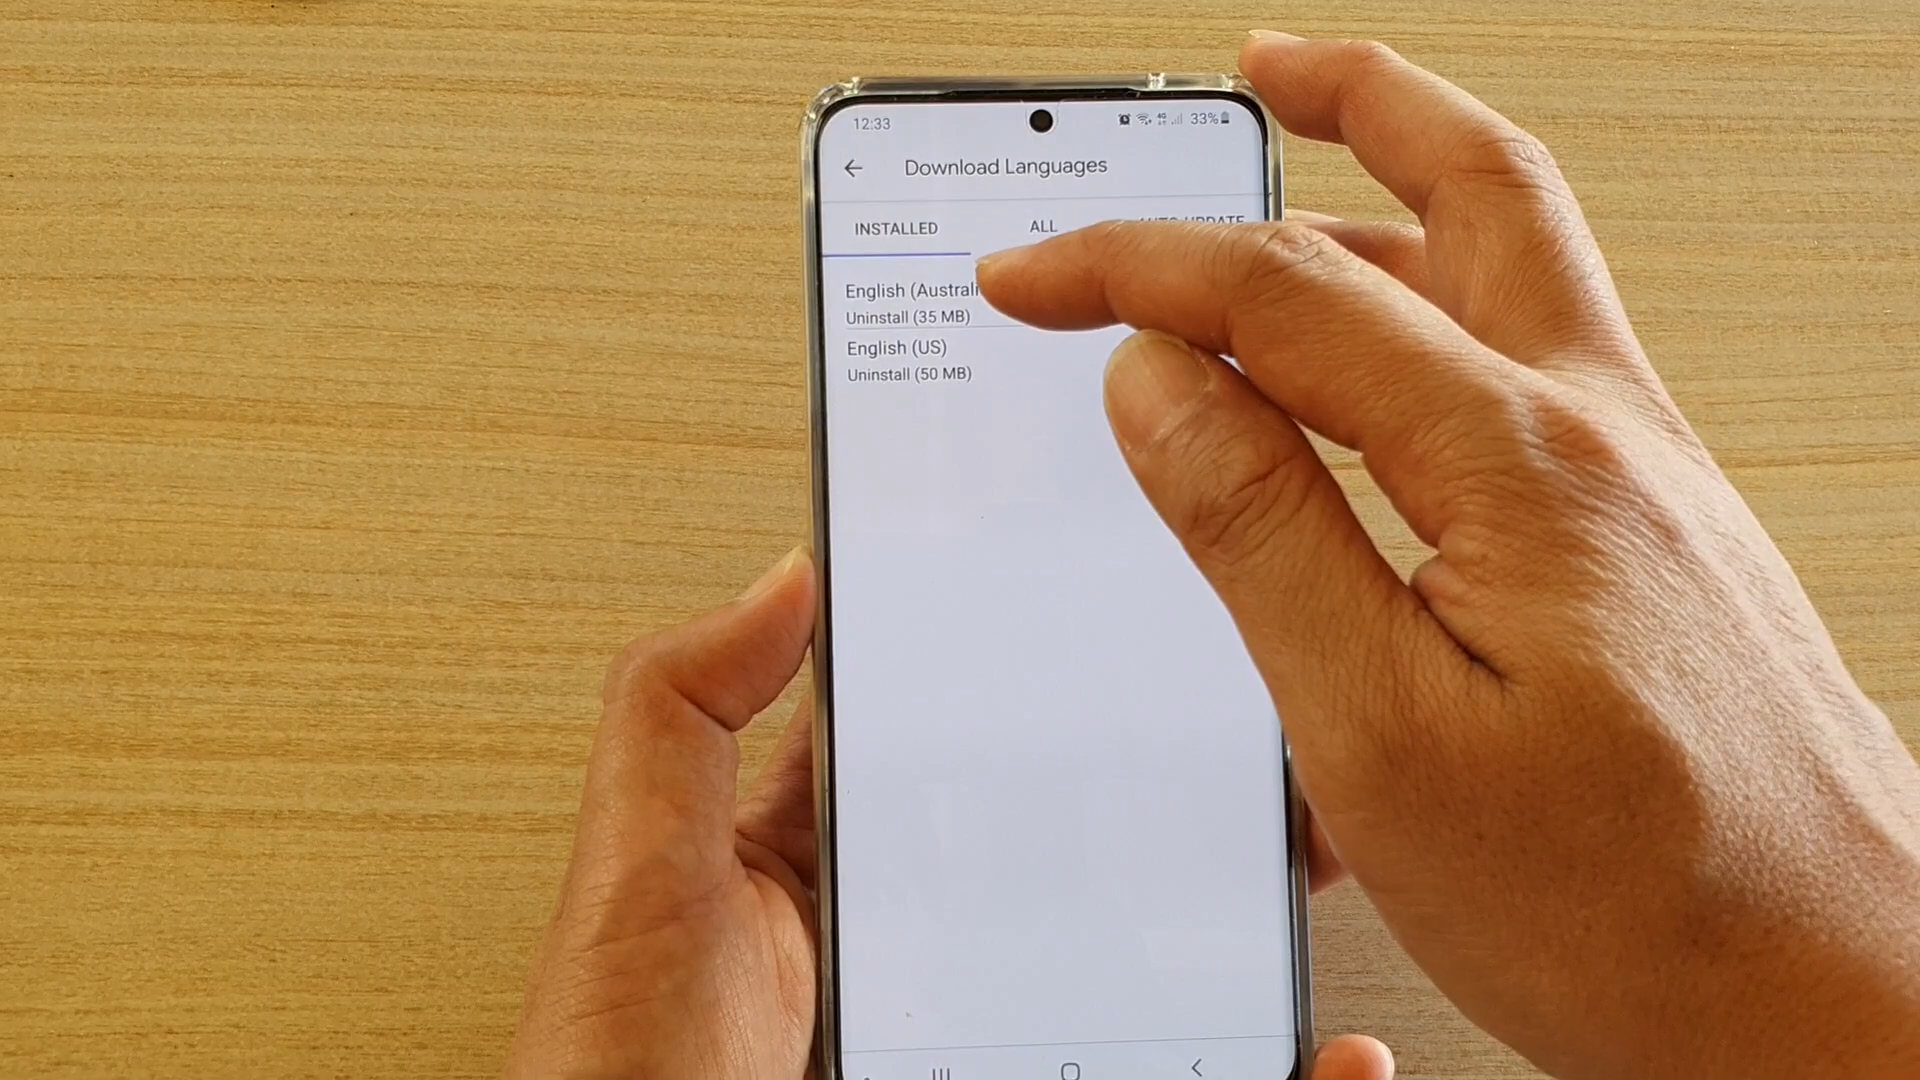 12:33 4G 33%
Download Languages
INSTALLED ALL AUTO UPDATE
English (Australi
Uninstall (35 MB)
English (US)
Uninstall (50 MB)